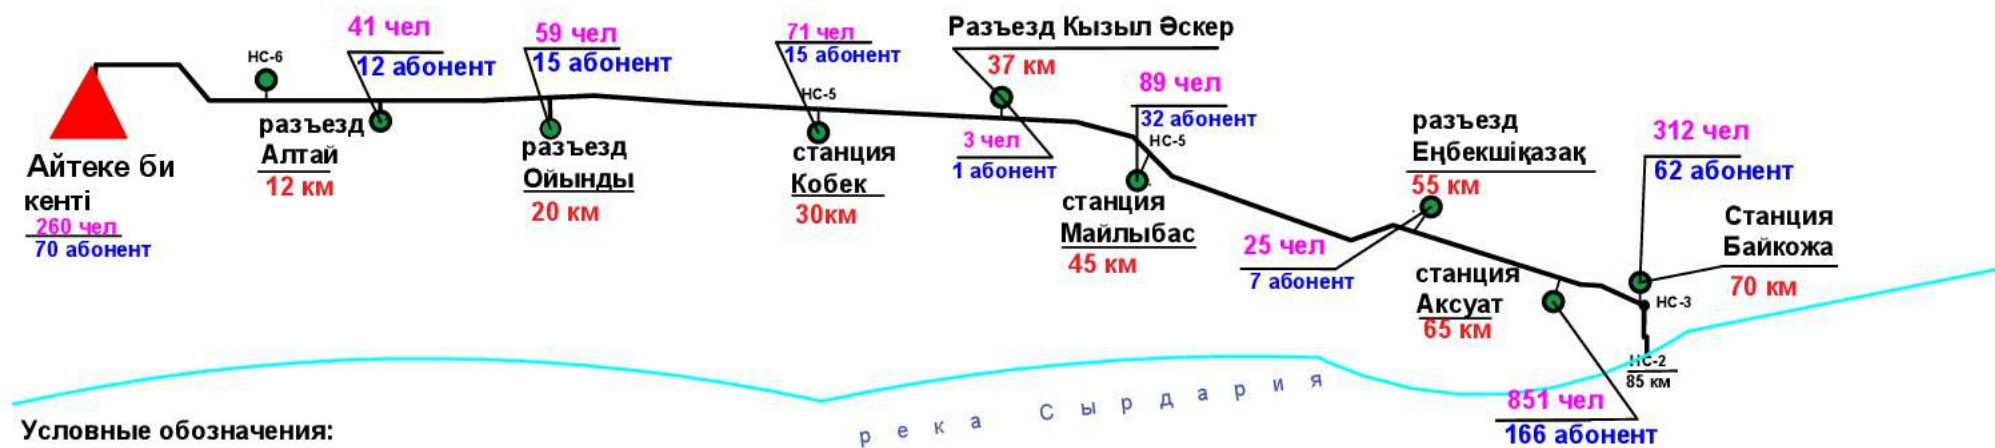 НС-6
41 чел
12 абонент
59 чел
15 абонент
71 чел
15 абонент
НС-5
Разъезд Кызыл Әскер
37 км
3 чел
1 абонент
89 чел
32 абонент
НС-5
разъезд
Еңбекшіқазақ
55 км
312 чел
62 абонент
Айтеке би
кенті
260 чел
70 абонент
разъезд
Алтай
12 км
разъезд
Ойынды
20 км
станция
Кобек
30км
станция
Майлыбас
45 км
25 чел
7 абонент
станция
Аксуат
65 км
Станция
Байкожа
70 км
НС-3
НС-2
85 км
851 чел
166 абонент
река Сырдария
Условные обозначения: